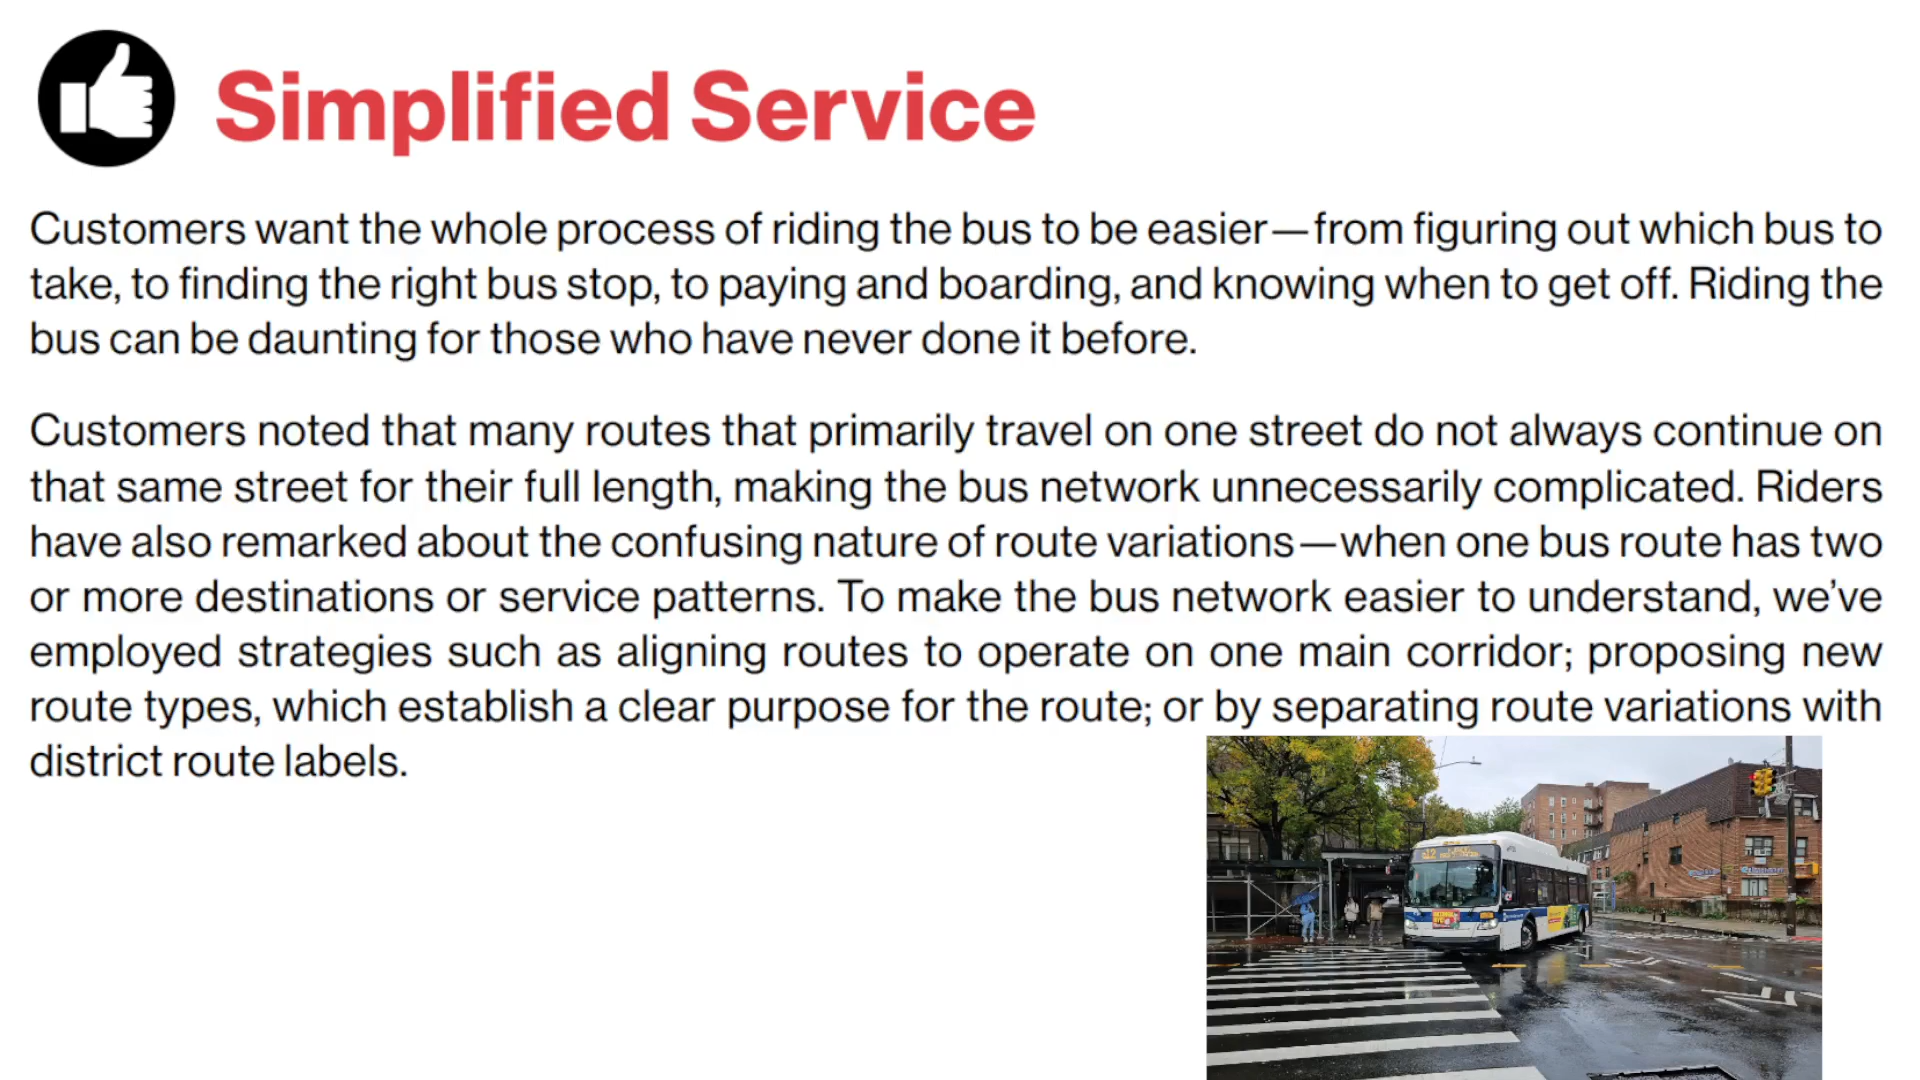 Simplified Service
Customers want the whole process of riding the bus to be easier—from figuring out which bus to
take, to finding the right bus stop, to paying and boarding, and knowing when to get off. Riding the
bus can be daunting for those who have never done it before.
Customers noted that many routes that primarily travel on one street do not always continue on
that same street for their full length, making the bus network unnecessarily complicated. Riders
have also remarked about the confusing nature of route variations—when one bus route has two
or more destinations or service patterns. To make the bus network easier to understand, we’ve
employed strategies such as aligning routes to operate on one main corridor; proposing new
route types, which establish a clear purpose for the route; or by separating route variations with
district route labels.